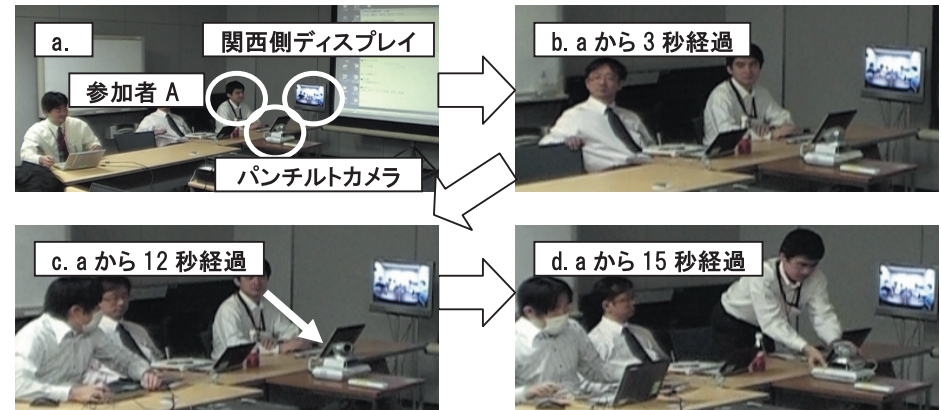 a.
関西側ディスプレイ
参加者 A
パンチルトカメラ
b. a から 3 秒経過
c. a から 12 秒経過
d. a から 15 秒経過